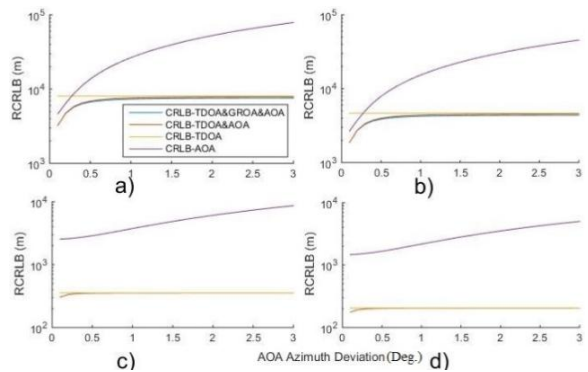 10^5
10^4
10^3
RCRLB (m)
CRLB-TDOA&GROA&AOA
CRLB-TDOA&AOA
CRLB-TDOA
CRLB-AOA
0 0.5 1 1.5 2 2.5 3
a)
10^5
10^4
10^3
RCRLB (m)
0 0.5 1 1.5 2 2.5 3
b)
10^4
10^3
10^2
RCRLB (m)
0 0.5 1 1.5 2 2.5 3
c)
10^4
10^3
10^2
RCRLB (m)
0 0.5 1 1.5 2 2.5 3
AOA Azimuth Deviation(Deg.) d)